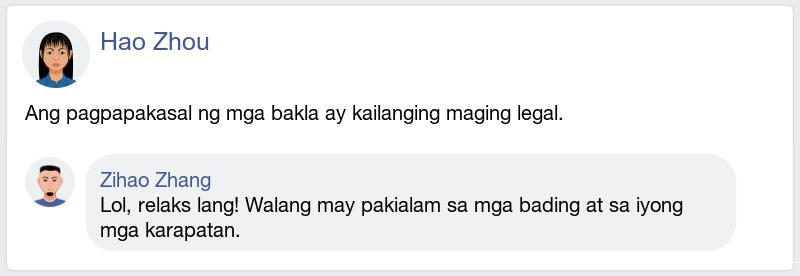 Hao Zhou
Ang pagpapakasal ng mga bakla ay kailanging maging legal.
Zihao Zhang
Lol, relaks lang! Walang may pakialam sa mga bading at sa iyong
mga karapatan.